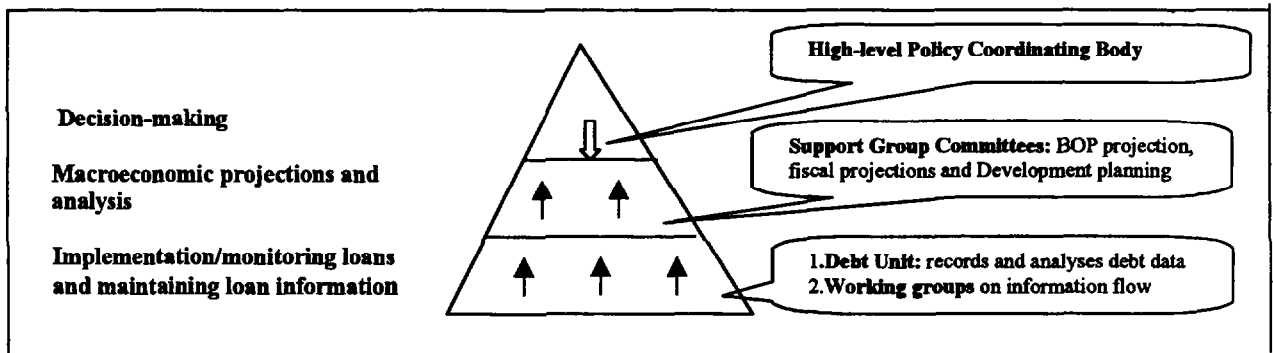 High-level Policy Coordinating Body
Decision-making
Support Group Committees: BOP projection,
fiscal projections and Development planning
Macroeconomic projections and
analysis
Implementation/monitoring loans
and maintaining loan information
1.Debt Unit: records and analyses debt data
2.Working groups on information flow